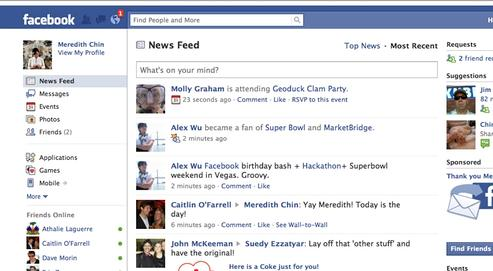 facebook
1
Find People and More
H
Meredith Chin
View My Profile
News Feed
Messages
Events
Photos
Friends (2)
Applications
Games
Mobile
More
Friends Online
Athalie Laguerre
Caitlin O'Farrell
Dave Morin
News Feed
Top News · Most Recent
What's on your mind?
Molly Graham is attending Geoduck Clam Party.
23 seconds ago · Comment · Like · RSVP to this event
Alex Wu became a fan of Super Bowl and MarketBridge.
2 minutes ago
Alex Wu Facebook birthday bash + Hackathon+ Superbowl
weekend in Vegas. Groovy.
2 minutes ago · Comment · Like
Caitlin O'Farrell Meredith Chin: Yay Meredith! Today is the
day!
6 minutes ago · Comment · Like · See Wall-to-Wall
John McKeeman Suedy Ezzatyar: Lay off that 'other stuff' and
have the original!
Here is a Coke just for you!
Requests
2 friend re
Suggestions
Jim
82 m
Chi
Sha
Sponsored
Thank you Me
Find Friends
Events